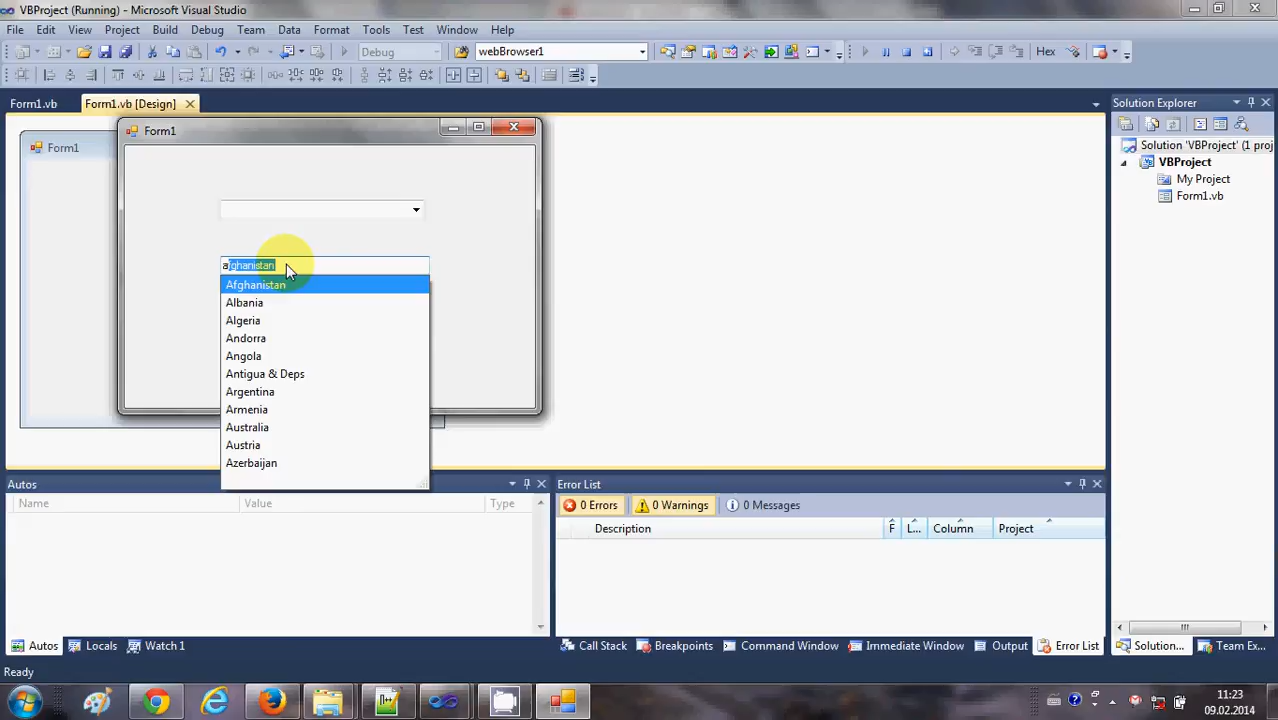 VBProject (Running) - Microsoft Visual Studio
File Edit View Project Build Debug Team Data Format Tools Test Window Help
Debug webBrowser1 Hex
Form1.vb Form1.vb [Design] Solution Explorer
Form1 Form1
Solution 'VBProject' (1 proj
VBProject
My Project
Form1.vb
afghanistan
Afghanistan
Albania
Algeria
Andorra
Angola
Antigua & Deps
Argentina
Armenia
Australia
Austria
Azerbaijan
Autos Error List
Name Value Type 0 Errors 0 Warnings 0 Messages
Description F L... Column Project
Autos Locals Watch 1 Call Stack Breakpoints Command Window Immediate Window Output Error List Solution... Team Ex...
Ready
11:23
09.02.2014